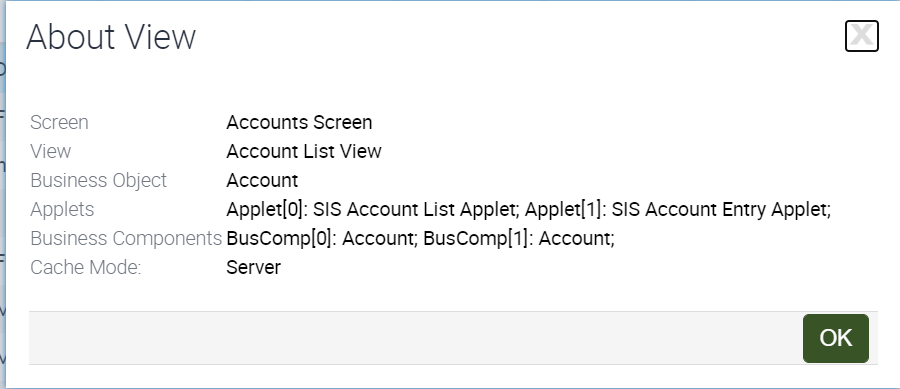 About View
X
Screen Accounts Screen
View Account List View
Business Object Account
Applets Applet[0]: SIS Account List Applet; Applet[1]: SIS Account Entry Applet;
Business Components BusComp[0]: Account; BusComp[1]: Account;
Cache Mode: Server
OK